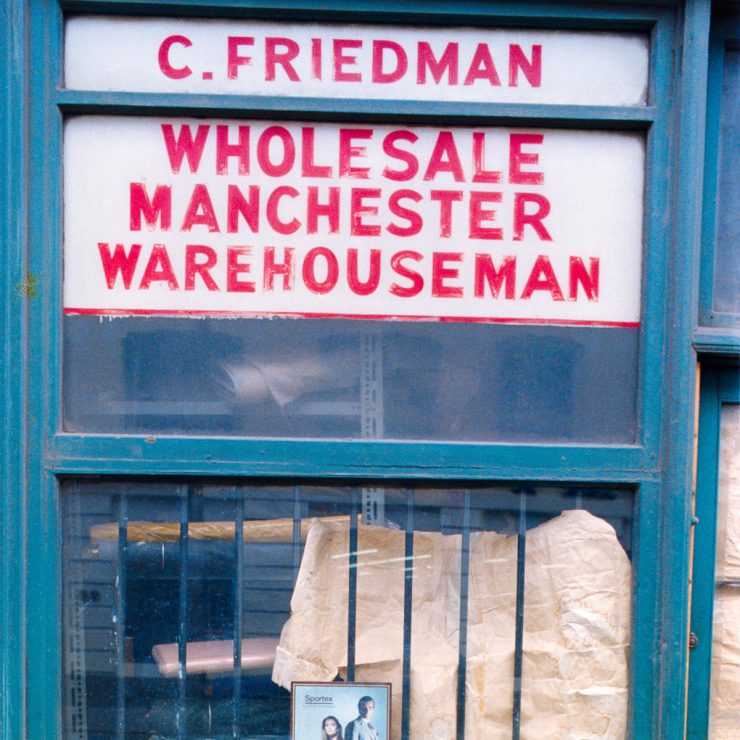 C. FRIEDMAN
WHOLESALE
MANCHESTER
WAREHOUSEMAN
Sportex